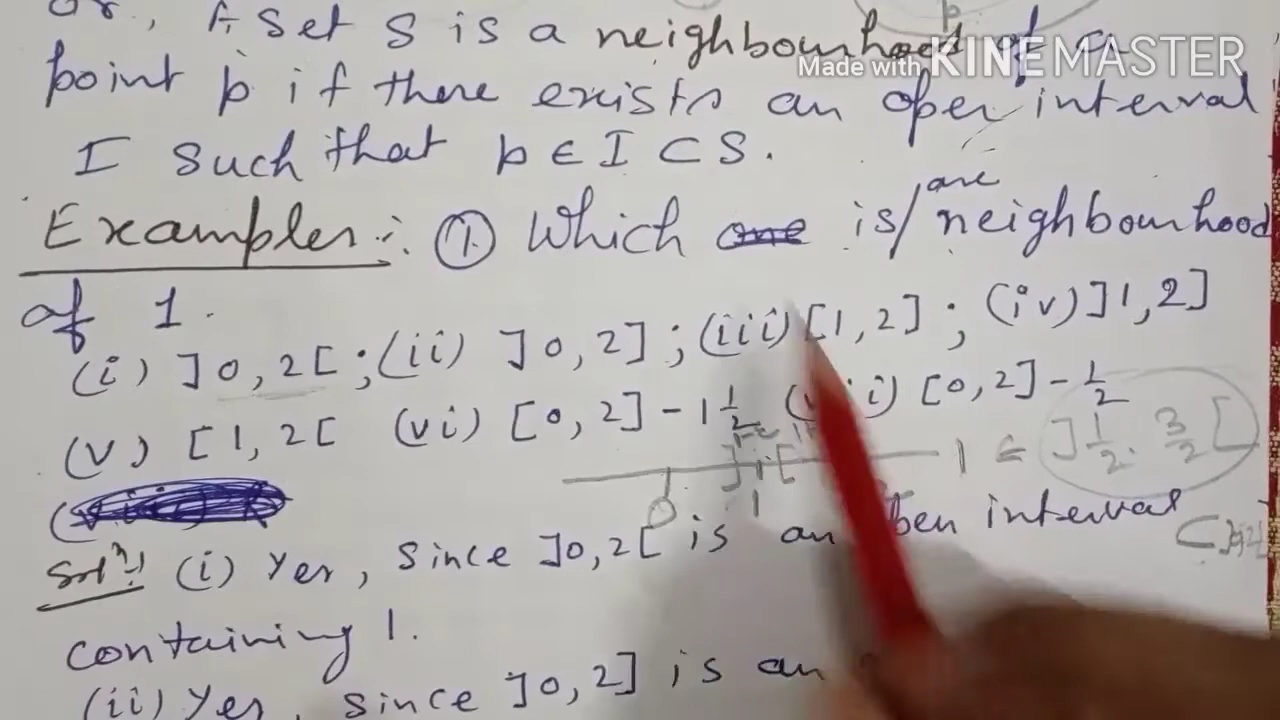 Or, A set S is a neighbourhood of a
Made with KINEMASTER
point p if there exists an open interval
I such that p ∈ I ⊂ S.
Examples:- ① Which is/are neighbourhood
of 1.
(i) ]0, 2[ ; (ii) ]0, 2] ; (iii) [1, 2] ; (iv) ]1, 2]
(v) [1, 2[ (vi) [0, 2] - 1 1/2 [0, 2] - 1/2
1 ∈ ]1/2, 3/2[
Solⁿ! (i) Yes, since ]0, 2[ is an open interval
containing 1.
(ii) Yes, since ]0, 2] is an